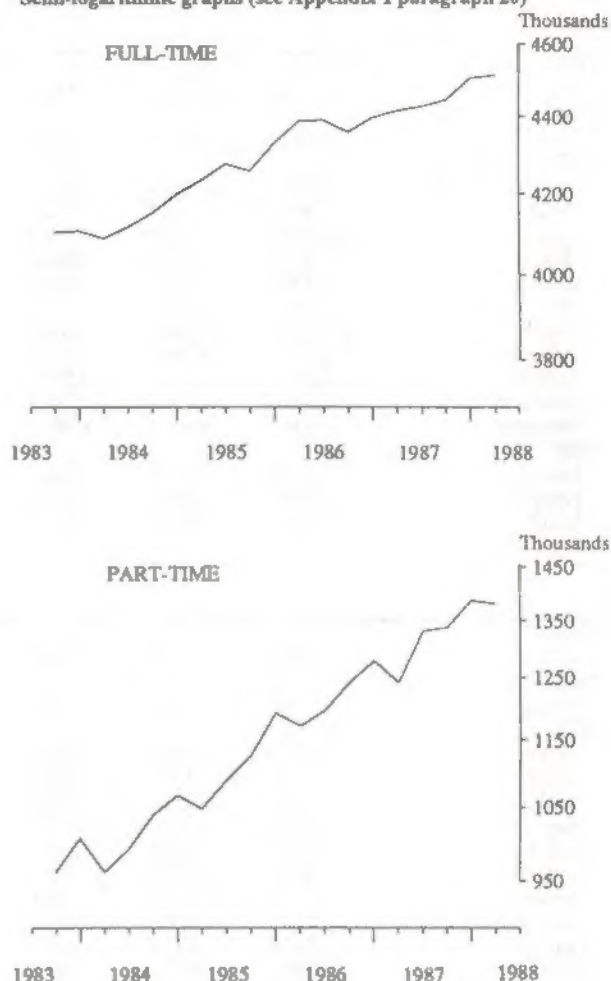 Semi-logarithmic graphs (see Appendix 1 paragraph 20)
Thousands
FULL-TIME
4600
4400
4200
4000
3800
1983 1984 1985 1986 1987 1988
Thousands
PART-TIME
1450
1350
1250
1150
1050
950
1983 1984 1985 1986 1987 1988